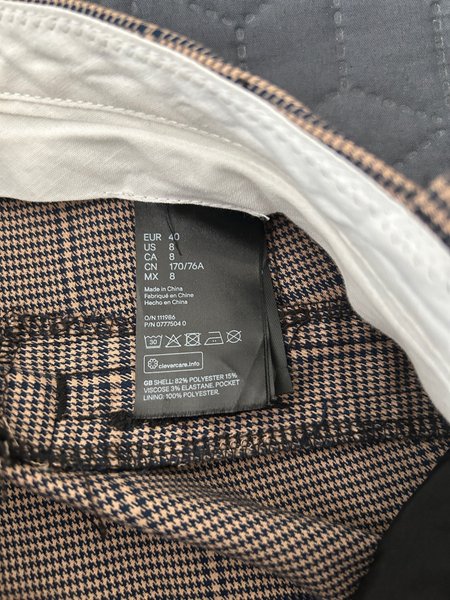 EUR 40
US 8
CA 8
CN 170/76A
MX 8
Made in China
Fabriqué en Chine
Hecho en China
O/N 111986
P/N 0777504 0
30
clevercare.info
GB SHELL: 82% POLYESTER 15%
VISCOSE 3% ELASTANE. POCKET
LINING: 100% POLYESTER